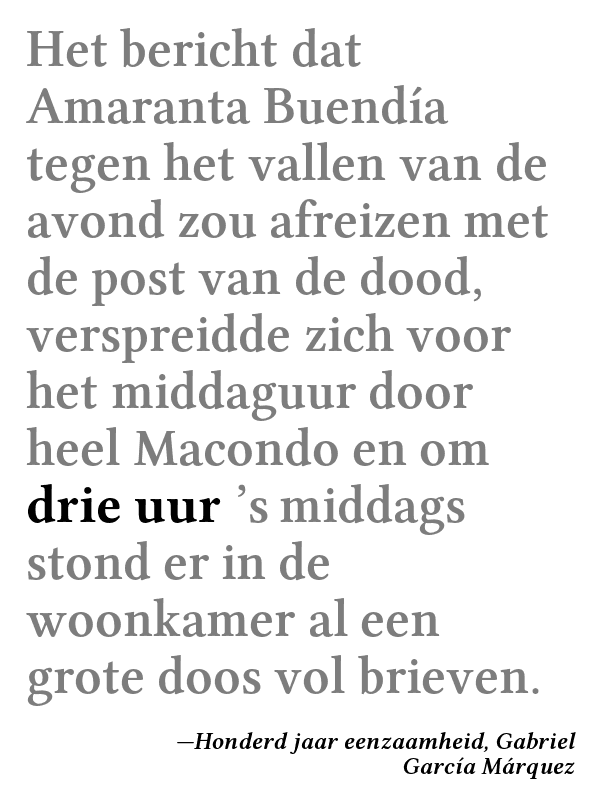 Het bericht dat
Amaranta Buendía
tegen het vallen van de
avond zou afreizen met
de post van de dood,
verspreidde zich voor
het middaguur door
heel Macondo en om
drie uur ’s middags
stond er in de
woonkamer al een
grote doos vol brieven.
—Honderd jaar eenzaamheid, Gabriel
García Márquez